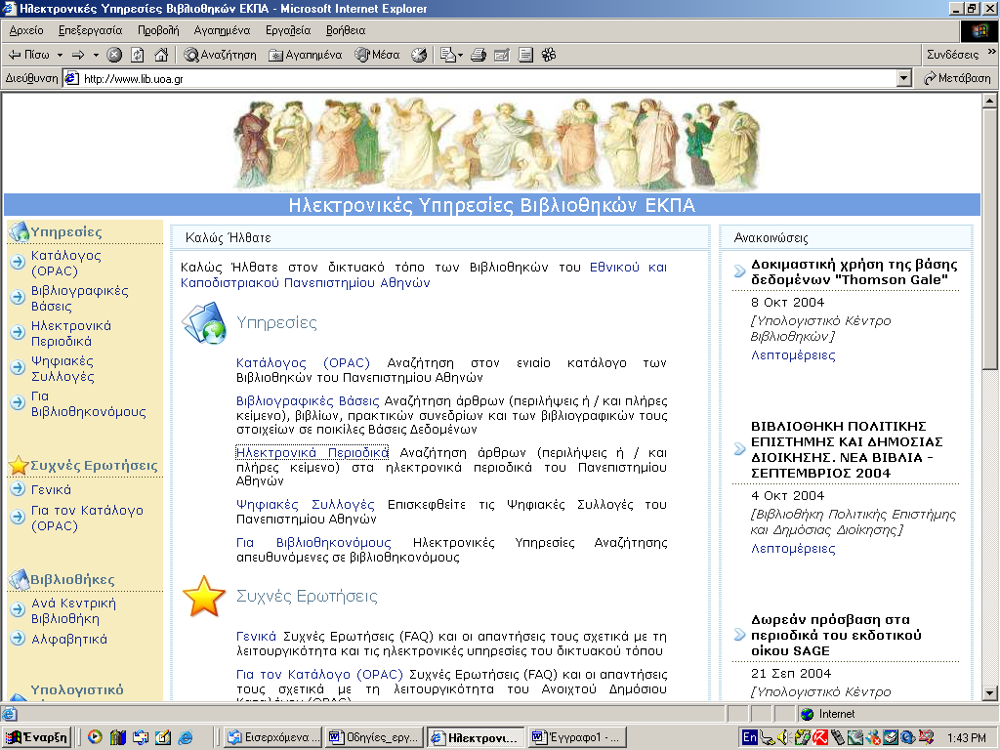 Ηλεκτρονικές Υπηρεσίες Βιβλιοθηκών ΕΚΠΑ - Microsoft Internet Explorer
Αρχείο Επεξεργασία Προβολή Αγαπημένα Εργαλεία Βοήθεια
Πίσω Αναζήτηση Αγαπημένα Μέσα Συνδέσεις »
Διεύθυνση http://www.lib.uoa.gr Μετάβαση
Ηλεκτρονικές Υπηρεσίες Βιβλιοθηκών ΕΚΠΑ
Υπηρεσίες
Κατάλογος
(OPAC)
Βιβλιογραφικές
Βάσεις
Ηλεκτρονικά
Περιοδικά
Ψηφιακές
Συλλογές
Για
Βιβλιοθηκονόμους
Συχνές Ερωτήσεις
Γενικά
Για τον Κατάλογο
(OPAC)
Βιβλιοθήκες
Ανά Κεντρική
Βιβλιοθήκη
Αλφαβητικά
Υπολογιστικό
Καλώς Ήλθατε
Καλώς Ήλθατε στον δικτυακό τόπο των Βιβλιοθηκών του Εθνικού και
Καποδιστριακού Πανεπιστημίου Αθηνών
Υπηρεσίες
Κατάλογος (OPAC) Αναζήτηση στον ενιαίο κατάλογο των
Βιβλιοθηκών του Πανεπιστημίου Αθηνών
Βιβλιογραφικές Βάσεις Αναζήτηση άρθρων (περιλήψεις ή / και πλήρες
κείμενο), βιβλίων, πρακτικών συνεδρίων και των βιβλιογραφικών τους
στοιχείων σε ποικίλες Βάσεις Δεδομένων
Ηλεκτρονικά Περιοδικά Αναζήτηση άρθρων (περιλήψεις ή / και
πλήρες κείμενο) στα ηλεκτρονικά περιοδικά του Πανεπιστημίου
Αθηνών
Ψηφιακές Συλλογές Επισκεφθείτε τις Ψηφιακές Συλλογές του
Πανεπιστημίου Αθηνών
Για Βιβλιοθηκονόμους Ηλεκτρονικές Υπηρεσίες Αναζήτησης
απευθυνόμενες σε βιβλιοθηκονόμους
Συχνές Ερωτήσεις
Γενικά Συχνές Ερωτήσεις (FAQ) και οι απαντήσεις τους σχετικά με τη
λειτουργικότητα και τις ηλεκτρονικές υπηρεσίες του δικτυακού τόπου
Για τον Κατάλογο (OPAC) Συχνές Ερωτήσεις (FAQ) και οι απαντήσεις
τους σχετικά με τη λειτουργικότητα του Ανοιχτού Δημόσιου
Καταλόγου (OPAC)
Ανακοινώσεις
Δοκιμαστική χρήση της βάσης
δεδομένων "Thomson Gale"
8 Οκτ 2004
[Υπολογιστικό Κέντρο
Βιβλιοθηκών]
Λεπτομέρειες
ΒΙΒΛΙΟΘΗΚΗ ΠΟΛΙΤΙΚΗΣ
ΕΠΙΣΤΗΜΗΣ ΚΑΙ ΔΗΜΟΣΙΑΣ
ΔΙΟΙΚΗΣΗΣ. ΝΕΑ ΒΙΒΛΙΑ -
ΣΕΠΤΕΜΒΡΙΟΣ 2004
4 Οκτ 2004
[Βιβλιοθήκη Πολιτικής Επιστήμης
και Δημόσιας Διοίκησης]
Λεπτομέρειες
Δωρεάν πρόσβαση στα
περιοδικά του εκδοτικού
οίκου SAGE
21 Σεπ 2004
[Υπολογιστικό Κέντρο
Internet
Έναρξη Εισερχόμενα ... Οδηγίες_εργ... Ηλεκτρονι... Έγγραφο1 - ... En 1:43 PM